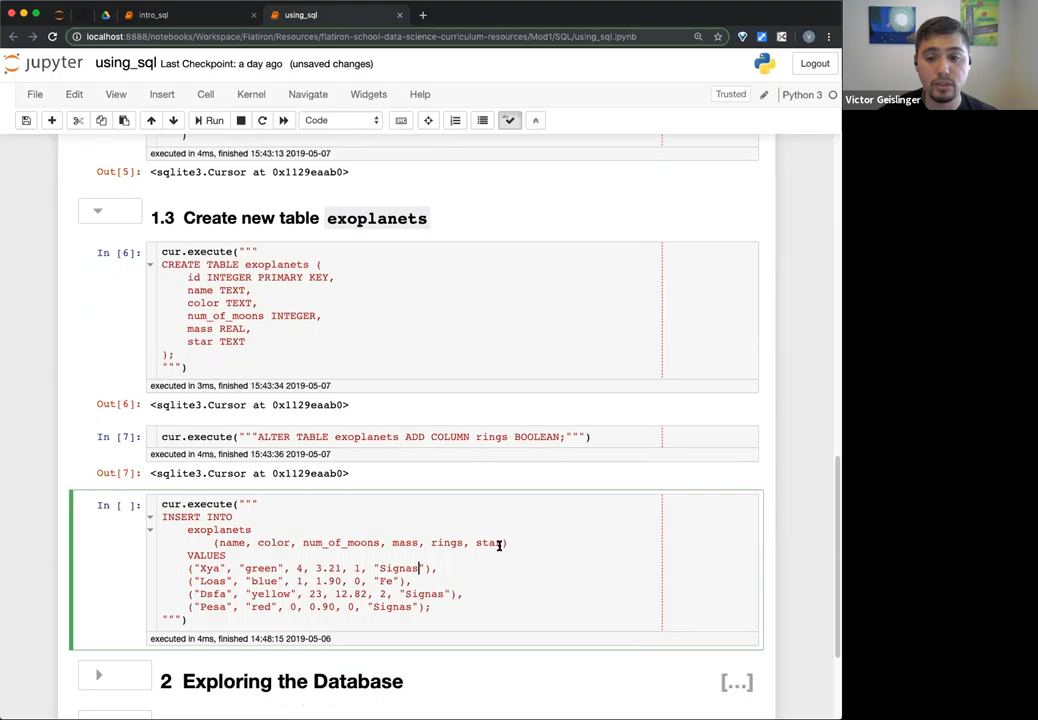 intro_sql
using_sql
localhost:8888/notebooks/Workspace/Flatiron/Resources/flatiron-school-data-science-curriculum-resources/Mod1/SQL/using_sql.ipynb
jupyter using_sql Last Checkpoint: a day ago (unsaved changes)
Logout
Victor Geislinger
File Edit View Insert Cell Kernel Navigate Widgets Help
Trusted Python 3
Run Code
)
executed in 4ms, finished 15:43:13 2019-05-07
Out[5]: <sqlite3.Cursor at 0x1129eaab0>
1.3 Create new table exoplanets
In [6]: cur.execute("""
CREATE TABLE exoplanets (
id INTEGER PRIMARY KEY,
name TEXT,
color TEXT,
num_of_moons INTEGER,
mass REAL,
star TEXT
);
""")
executed in 3ms, finished 15:43:34 2019-05-07
Out[6]: <sqlite3.Cursor at 0x1129eaab0>
In [7]: cur.execute("""ALTER TABLE exoplanets ADD COLUMN rings BOOLEAN;""")
executed in 4ms, finished 15:43:36 2019-05-07
Out[7]: <sqlite3.Cursor at 0x1129eaab0>
In [ ]: cur.execute("""
INSERT INTO
exoplanets
(name, color, num_of_moons, mass, rings, star)
VALUES
("Xya", "green", 4, 3.21, 1, "Signas"),
("Loas", "blue", 1, 1.90, 0, "Fe"),
("Dsfa", "yellow", 23, 12.82, 2, "Signas"),
("Pesa", "red", 0, 0.90, 0, "Signas");
""")
executed in 4ms, finished 14:48:15 2019-05-06
2 Exploring the Database
[...]